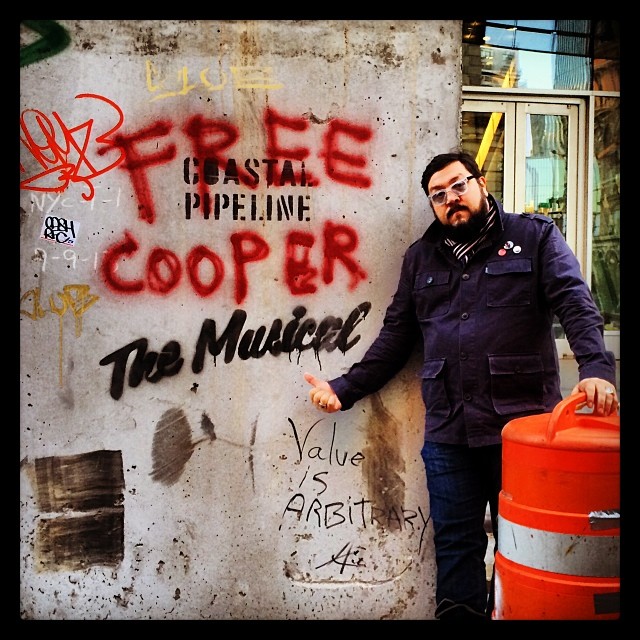 FREE
COASTAL
PIPELINE
COOPER
The Musical
Value
is
ARBITRARY